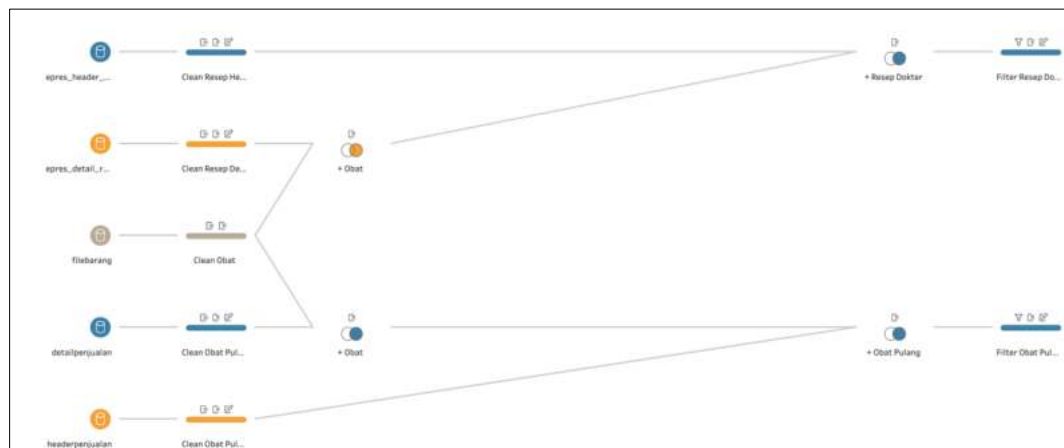 epres_header_...
Clean Resep He...
+ Resep Dokter
Filter Resep Do...
epres_detail_r...
Clean Resep De...
+ Obat
filebarang
Clean Obat
detailpenjualan
Clean Obat Pul...
+ Obat
+ Obat Pulang
Filter Obat Pul...
headerpenjualan
Clean Obat Pul...